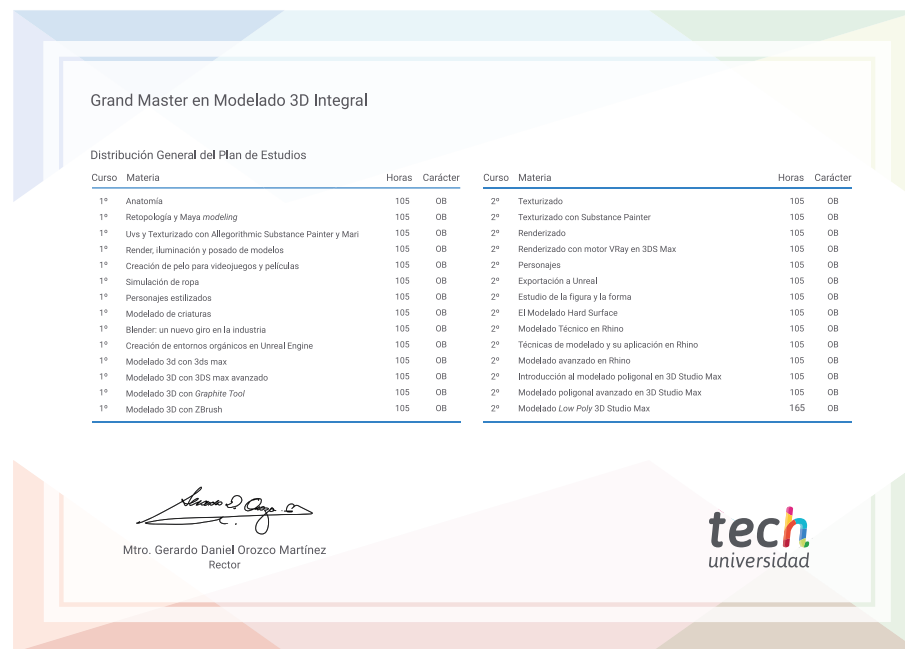 Grand Master en Modelado 3D Integral
Distribución General del Plan de Estudios
Curso Materia Horas Carácter
1º Anatomía 105 OB
1º Retopología y Maya modeling 105 OB
1º Uvs y Texturizado con Allegorithmic Substance Painter y Mari 105 OB
1º Render, iluminación y posado de modelos 105 OB
1º Creación de pelo para videojuegos y películas 105 OB
1º Simulación de ropa 105 OB
1º Personajes estilizados 105 OB
1º Modelado de criaturas 105 OB
1º Blender: un nuevo giro en la industria 105 OB
1º Creación de entornos orgánicos en Unreal Engine 105 OB
1º Modelado 3d con 3ds max 105 OB
1º Modelado 3D con 3DS max avanzado 105 OB
1º Modelado 3D con Graphite Tool 105 OB
1º Modelado 3D con ZBrush 105 OB
Curso Materia Horas Carácter
2º Texturizado 105 OB
2º Texturizado con Substance Painter 105 OB
2º Renderizado 105 OB
2º Renderizado con motor VRay en 3DS Max 105 OB
2º Personajes 105 OB
2º Exportación a Unreal 105 OB
2º Estudio de la figura y la forma 105 OB
2º El Modelado Hard Surface 105 OB
2º Modelado Técnico en Rhino 105 OB
2º Técnicas de modelado y su aplicación en Rhino 105 OB
2º Modelado avanzado en Rhino 105 OB
2º Introducción al modelado poligonal en 3D Studio Max 105 OB
2º Modelado poligonal avanzado en 3D Studio Max 105 OB
2º Modelado Low Poly 3D Studio Max 165 OB
Mtro. Gerardo Daniel Orozco Martínez
Rector
tech
universidad